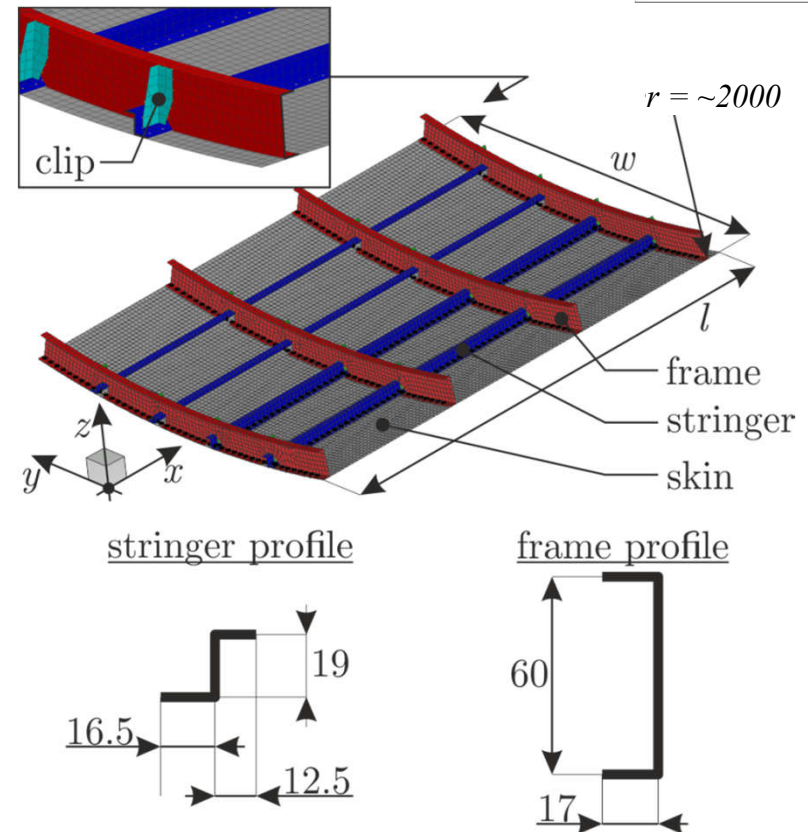 clip
r = ~2000
w
l
frame
stringer
skin
z
y
x
stringer profile
frame profile
19
16.5
12.5
60
17